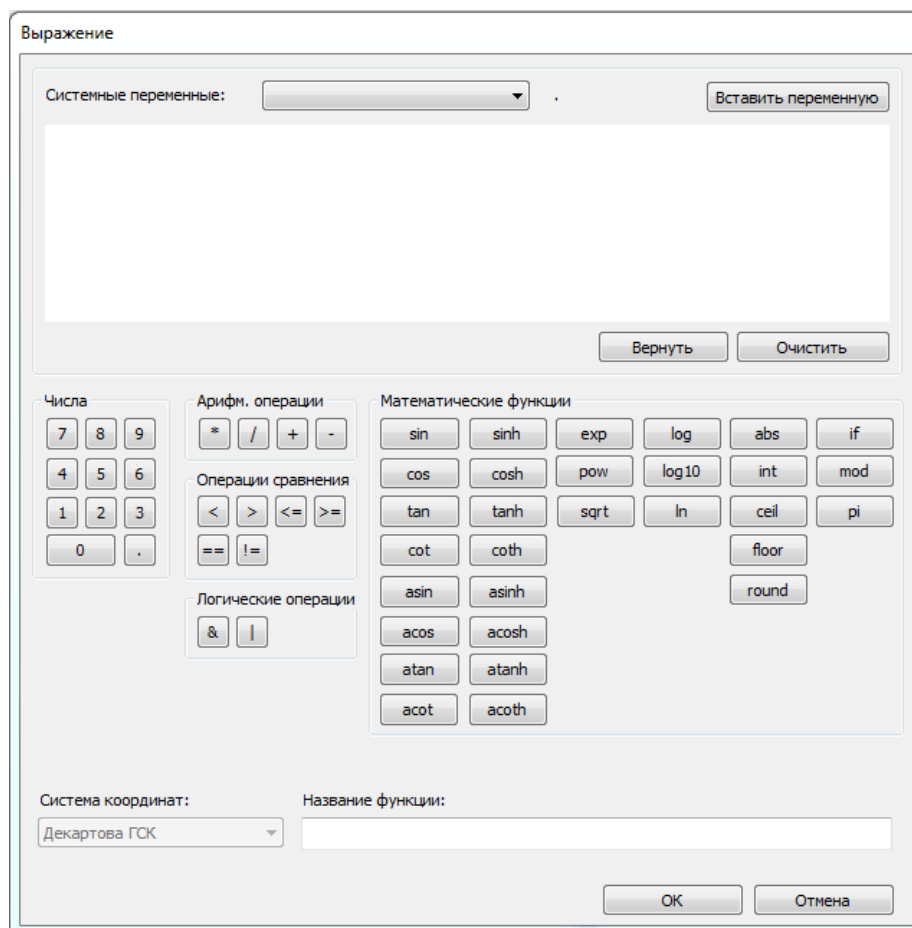 Выражение
Системные переменные: . Вставить переменную
Вернуть Очистить
Числа Арифм. операции Математические функции
7 8 9 * / + - sin sinh exp log abs if
4 5 6 Операции сравнения cos cosh pow log10 int mod
1 2 3 < > <= >= tan tanh sqrt ln ceil pi
0 . == != cot coth floor
asin asinh round
Логические операции
& | acos acosh
atan atanh
acot acoth
Система координат: Название функции:
Декартова ГСК
ОК Отмена